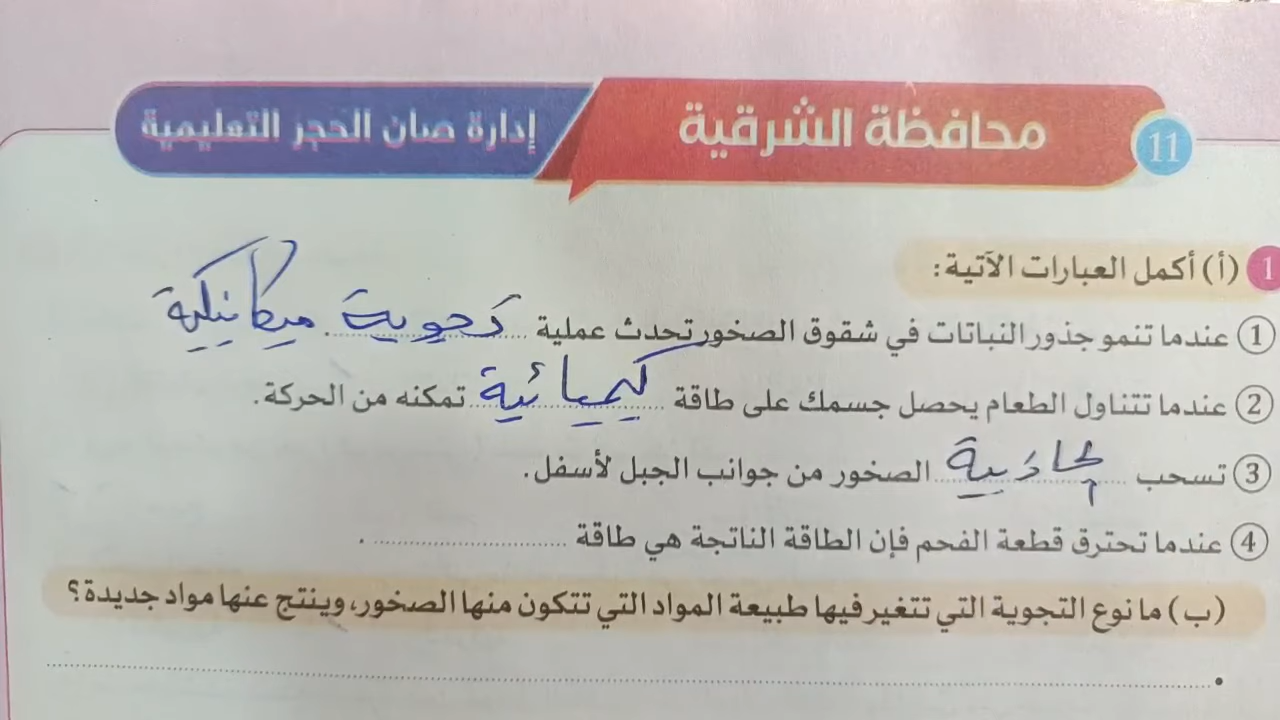 11 محافظة الشرقية إدارة صان الحجر التعليمية
1 (أ) أكمل العبارات الآتية:
1 عندما تنمو جذور النباتات في شقوق الصخور تحدث عملية تجوية ميكانيكية.
2 عندما تتناول الطعام يحصل جسمك على طاقة كيميائية تمكنه من الحركة.
3 تسحب الجاذبية الصخور من جوانب الجبل لأسفل.
4 عندما تحترق قطعة الفحم فإن الطاقة الناتجة هي طاقة .................... .
(ب) ما نوع التجوية التي تتغير فيها طبيعة المواد التي تتكون منها الصخور، وينتج عنها مواد جديدة؟